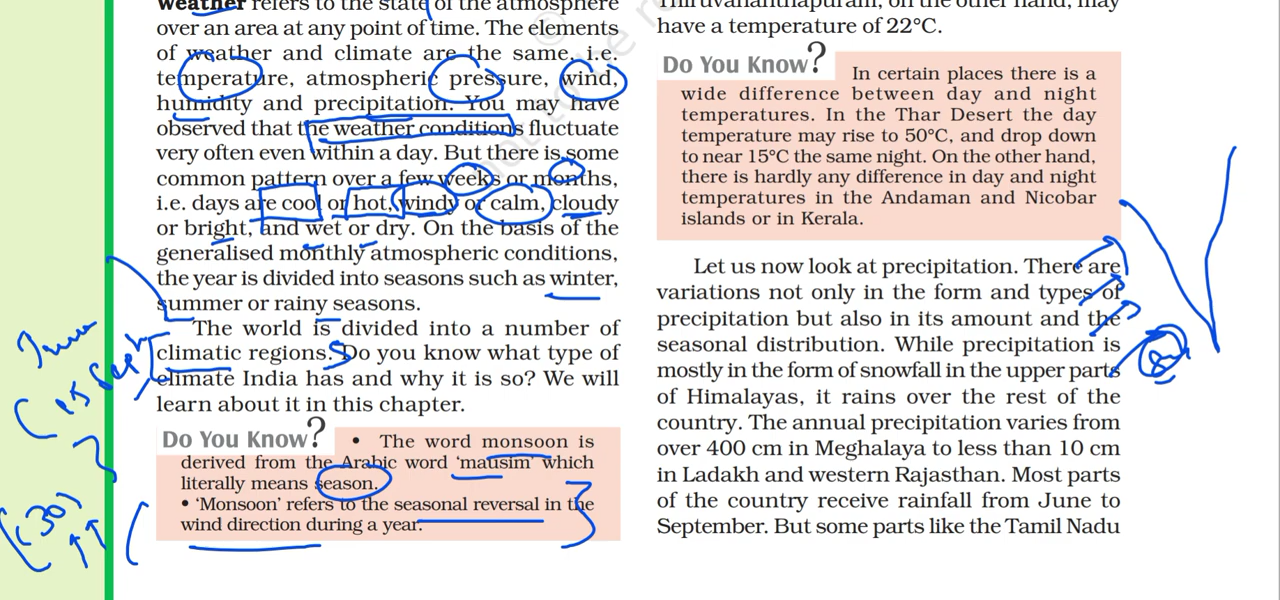 Weather refers to the state of the atmosphere
over an area at any point of time. The elements
of weather and climate are the same, i.e.
temperature, atmospheric pressure, wind,
humidity and precipitation. You may have
observed that the weather conditions fluctuate
very often even within a day. But there is some
common pattern over a few weeks or months,
i.e. days are cool or hot, windy or calm, cloudy
or bright, and wet or dry. On the basis of the
generalised monthly atmospheric conditions,
the year is divided into seasons such as winter,
summer or rainy seasons.
The world is divided into a number of
climatic regions. Do you know what type of
climate India has and why it is so? We will
learn about it in this chapter.
Do You Know? • The word monsoon is
derived from the Arabic word ‘mausim’ which
literally means season.
• ‘Monsoon’ refers to the seasonal reversal in the
wind direction during a year.
15 Sept
(30)
Thiruvananthapuram, on the other hand, may
have a temperature of 22°C.
Do You Know? In certain places there is a
wide difference between day and night
temperatures. In the Thar Desert the day
temperature may rise to 50°C, and drop down
to near 15°C the same night. On the other hand,
there is hardly any difference in day and night
temperatures in the Andaman and Nicobar
islands or in Kerala.
Let us now look at precipitation. There are
variations not only in the form and types of
precipitation but also in its amount and the
seasonal distribution. While precipitation is
mostly in the form of snowfall in the upper parts
of Himalayas, it rains over the rest of the
country. The annual precipitation varies from
over 400 cm in Meghalaya to less than 10 cm
in Ladakh and western Rajasthan. Most parts
of the country receive rainfall from June to
September. But some parts like the Tamil Nadu